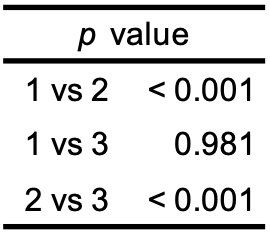 p value
1 vs 2 < 0.001
1 vs 3 0.981
2 vs 3 < 0.001